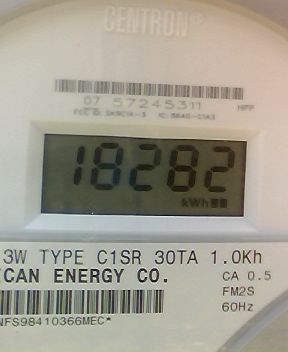 CENTRON®
07 57245311 HPP
18282
kWh
3W TYPE C1SR 30TA 1.0Kh
CAN ENERGY CO. CA 0.5
FM2S
60Hz
NFS98410366MEC*